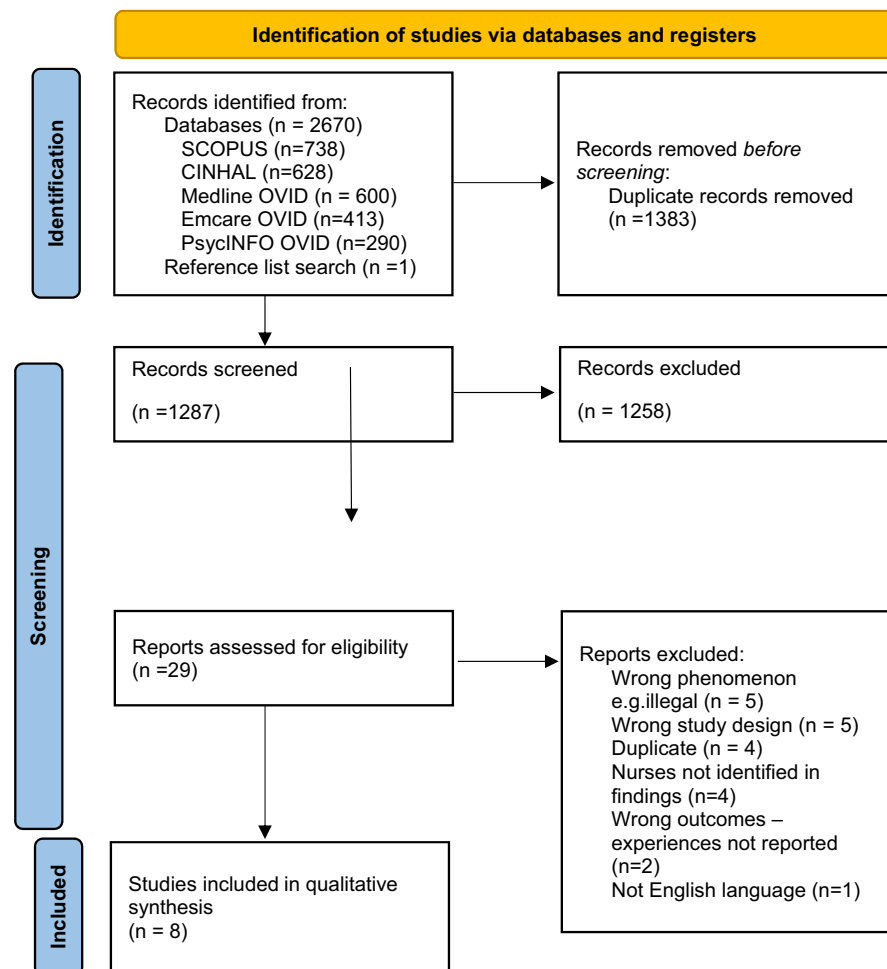 Identification of studies via databases and registers
Identification
Records identified from:
Databases (n = 2670)
SCOPUS (n=738)
CINHAL (n=628)
Medline OVID (n = 600)
Emcare OVID (n=413)
PsycINFO OVID (n=290)
Reference list search (n =1)
Records removed before
screening:
Duplicate records removed
(n =1383)
Screening
Records screened
(n =1287)
Records excluded
(n = 1258)
Reports assessed for eligibility
(n =29)
Reports excluded:
Wrong phenomenon
e.g.illegal (n = 5)
Wrong study design (n = 5)
Duplicate (n = 4)
Nurses not identified in
findings (n=4)
Wrong outcomes –
experiences not reported
(n=2)
Not English language (n=1)
Included
Studies included in qualitative
synthesis
(n = 8)